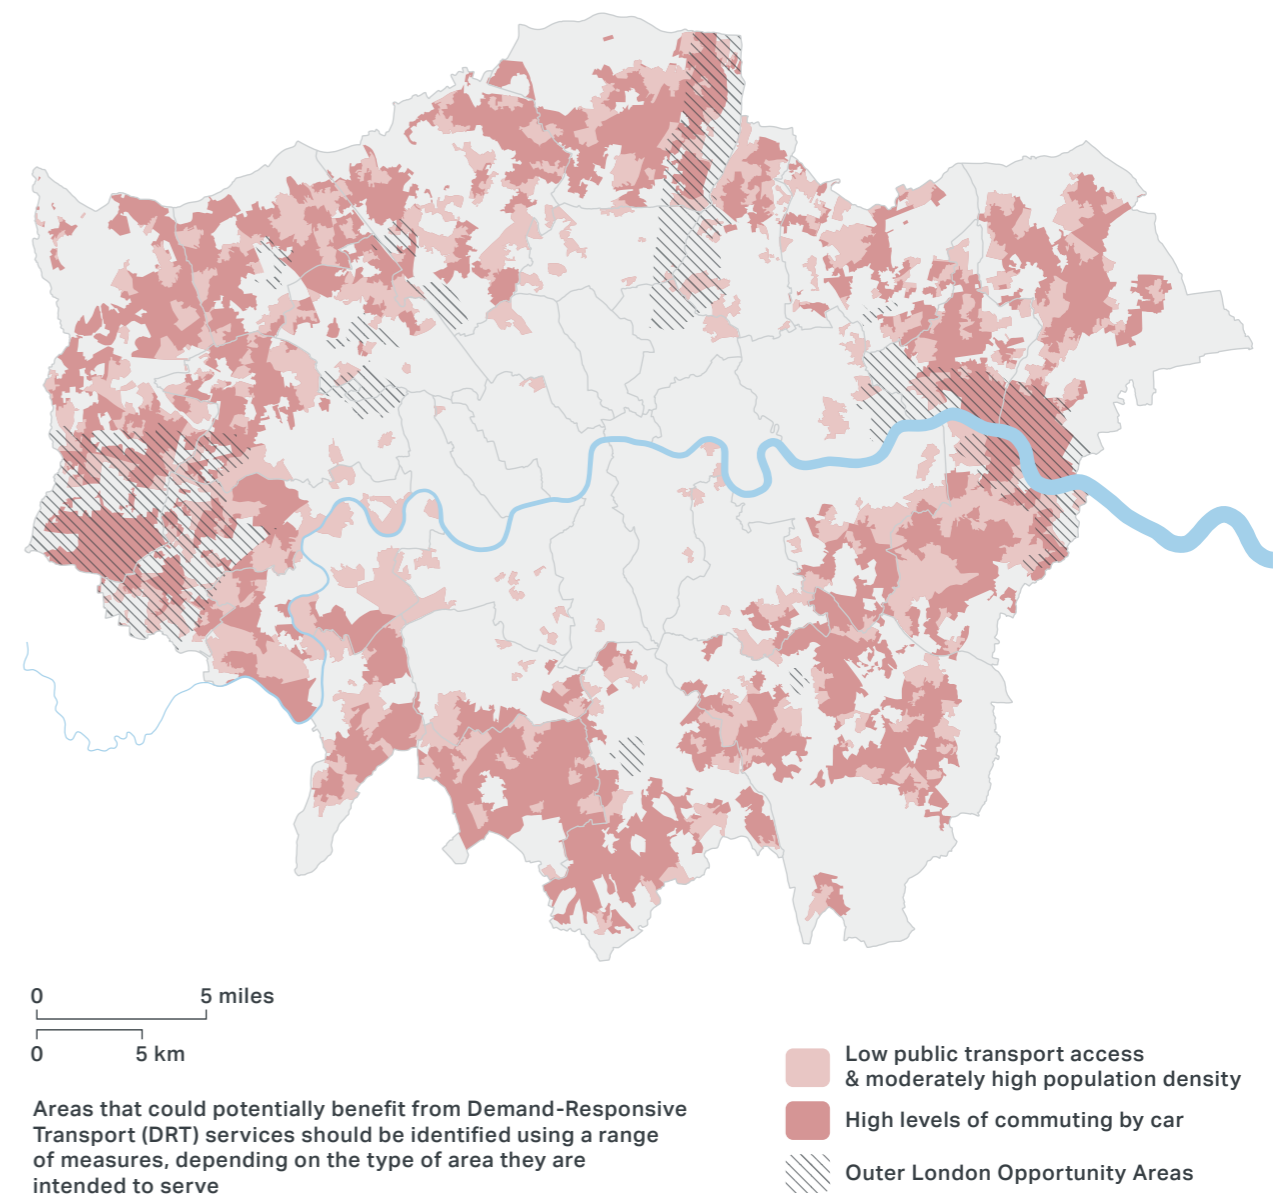 0 5 miles
0 5 km
Areas that could potentially benefit from Demand-Responsive
Transport (DRT) services should be identified using a range
of measures, depending on the type of area they are
intended to serve
Low public transport access
& moderately high population density
High levels of commuting by car
Outer London Opportunity Areas